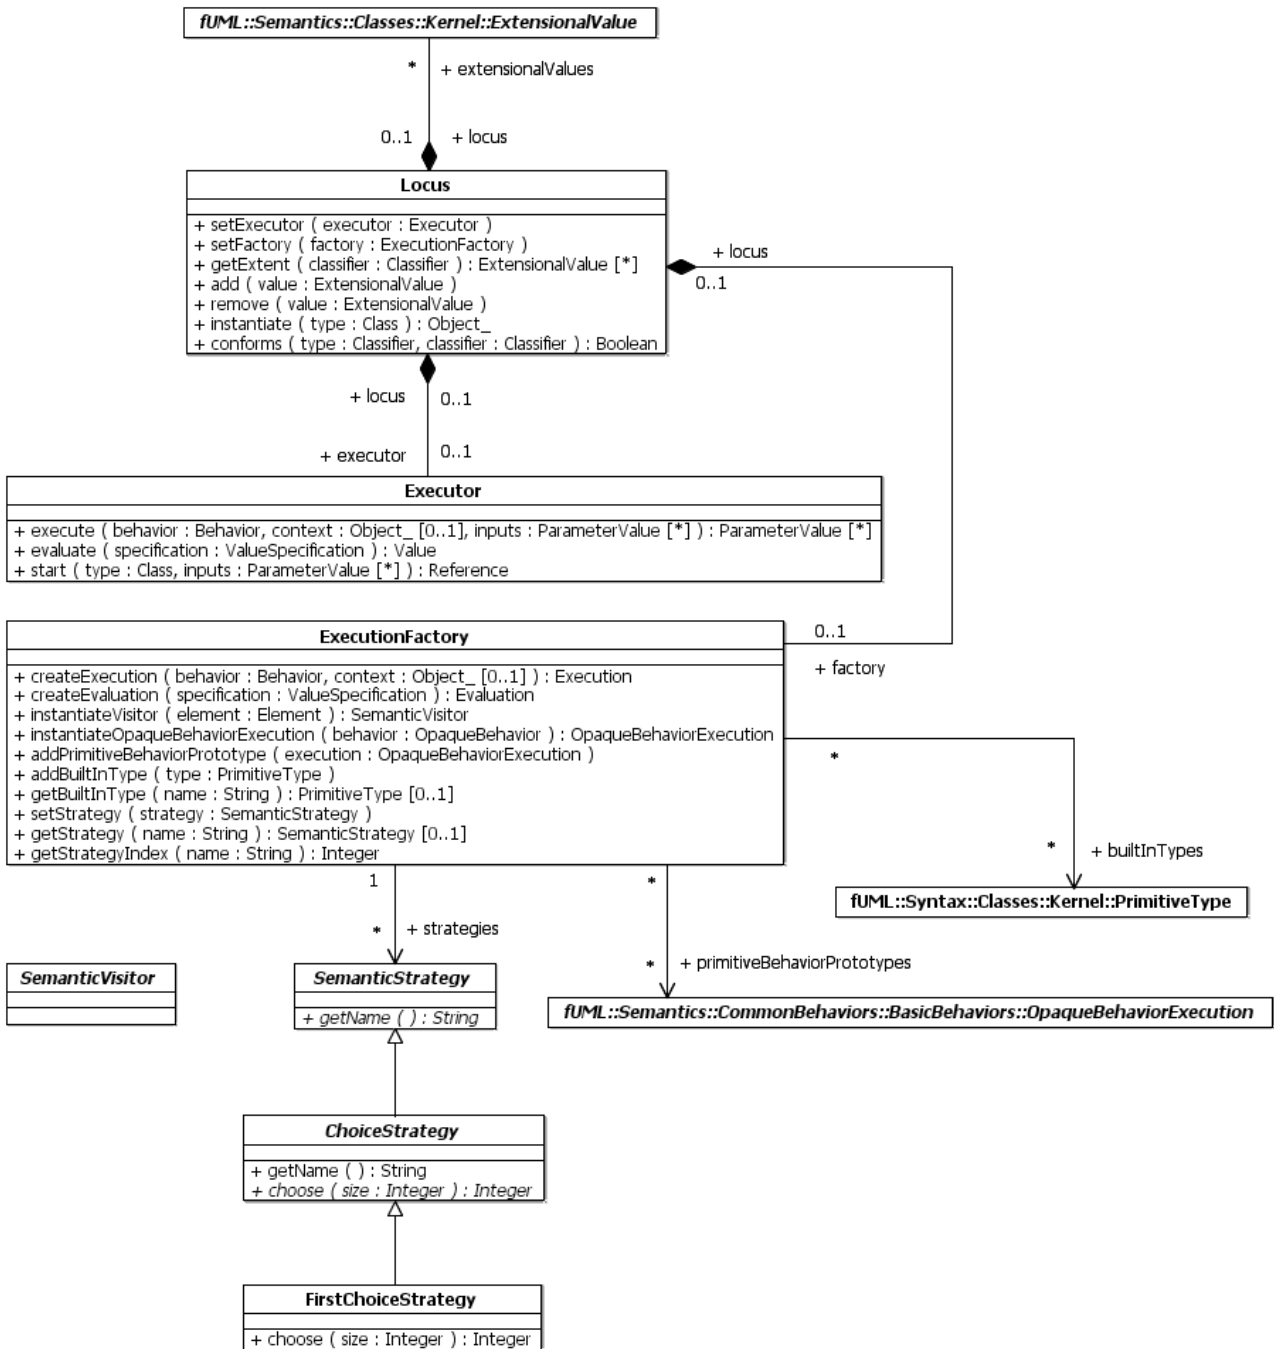 fUML::Semantics::Classes::Kernel::ExtensionalValue
* + extensionalValues
0..1 + locus
Locus
+ setExecutor ( executor : Executor )
+ setFactory ( factory : ExecutionFactory )
+ getExtent ( classifier : Classifier ) : ExtensionalValue [*]
+ add ( value : ExtensionalValue )
+ remove ( value : ExtensionalValue )
+ instantiate ( type : Class ) : Object_
+ conforms ( type : Classifier, classifier : Classifier ) : Boolean
+ locus
0..1
+ locus 0..1
+ executor 0..1
Executor
+ execute ( behavior : Behavior, context : Object_ [0..1], inputs : ParameterValue [*] ) : ParameterValue [*]
+ evaluate ( specification : ValueSpecification ) : Value
+ start ( type : Class, inputs : ParameterValue [*] ) : Reference
0..1
+ factory
ExecutionFactory
+ createExecution ( behavior : Behavior, context : Object_ [0..1] ) : Execution
+ createEvaluation ( specification : ValueSpecification ) : Evaluation
+ instantiateVisitor ( element : Element ) : SemanticVisitor
+ instantiateOpaqueBehaviorExecution ( behavior : OpaqueBehavior ) : OpaqueBehaviorExecution
+ addPrimitiveBehaviorPrototype ( execution : OpaqueBehaviorExecution )
+ addBuiltInType ( type : PrimitiveType )
+ getBuiltInType ( name : String ) : PrimitiveType [0..1]
+ setStrategy ( strategy : SemanticStrategy )
+ getStrategy ( name : String ) : SemanticStrategy [0..1]
+ getStrategyIndex ( name : String ) : Integer
*
* + builtInTypes
fUML::Syntax::Classes::Kernel::PrimitiveType
1
* + strategies
*
* + primitiveBehaviorPrototypes
fUML::Semantics::CommonBehaviors::BasicBehaviors::OpaqueBehaviorExecution
SemanticVisitor
SemanticStrategy
+ getName ( ) : String
ChoiceStrategy
+ getName ( ) : String
+ choose ( size : Integer ) : Integer
FirstChoiceStrategy
+ choose ( size : Integer ) : Integer